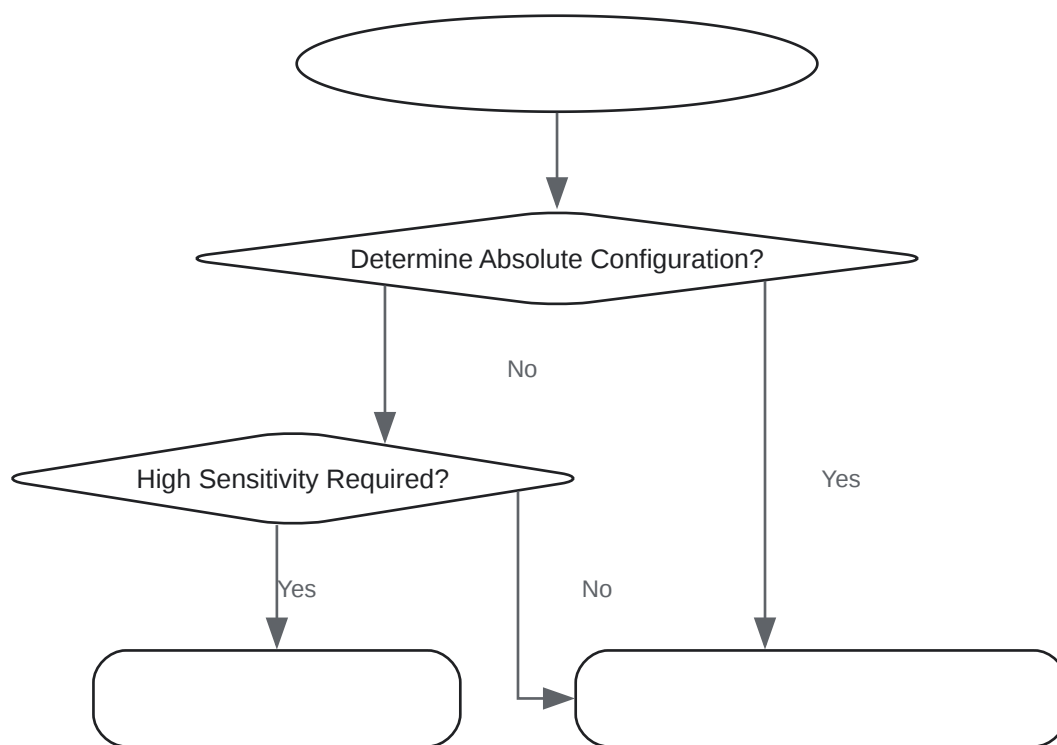 Determine Absolute Configuration?
No
High Sensitivity Required?
Yes
Yes
No